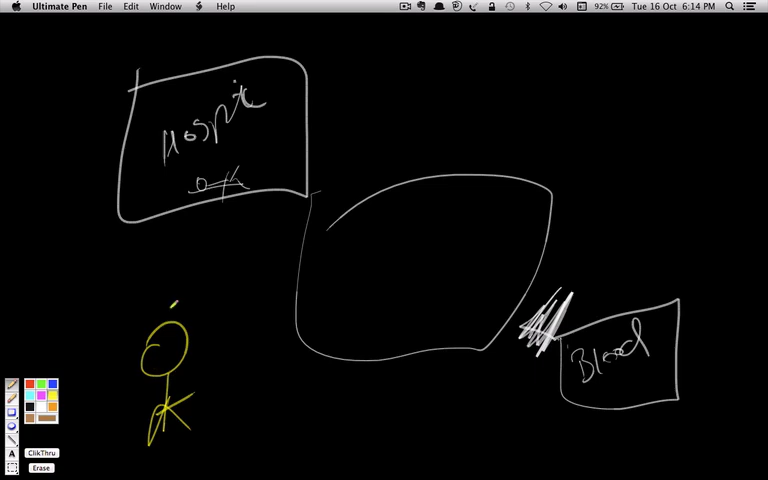 Ultimate Pen File Edit Window Help 92% Tue 16 Oct 6:14 PM
Hospit
Blood
A
ClikThru
Erase